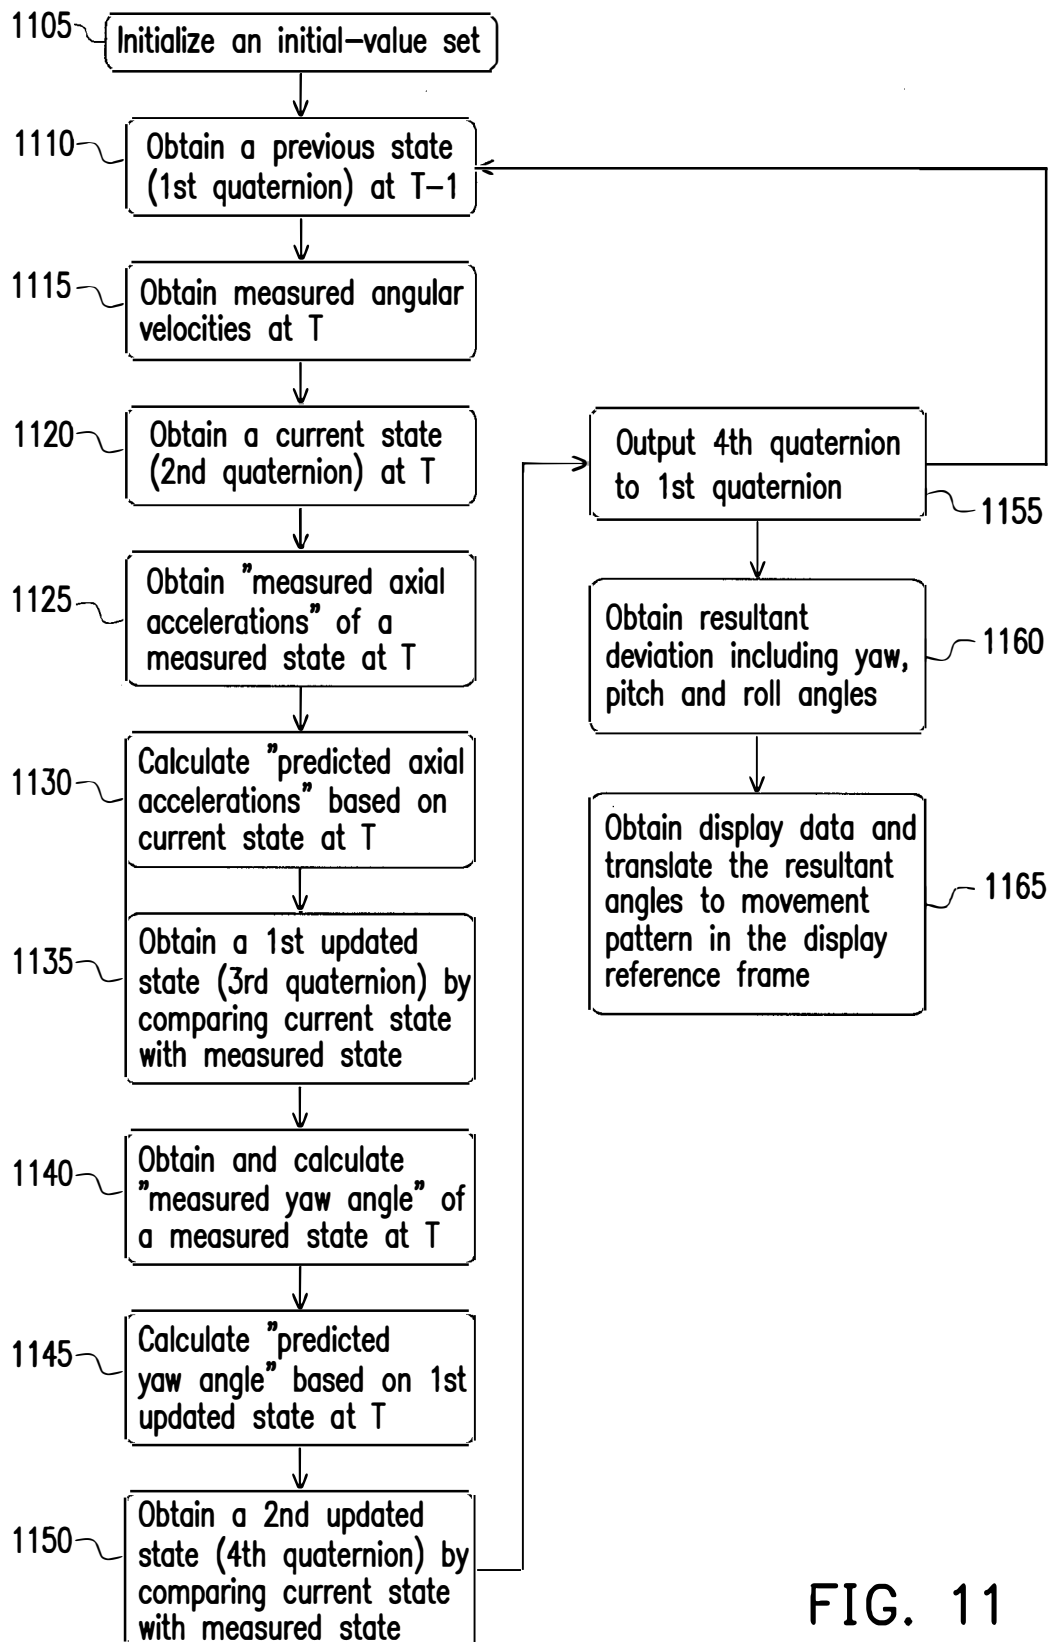 1105
Initialize an initial-value set
1110
Obtain a previous state
(1st quaternion) at T-1
1115
Obtain measured angular
velocities at T
1120
Obtain a current state
(2nd quaternion) at T
1125
Obtain "measured axial
accelerations" of a
measured state at T
1130
Calculate "predicted axial
accelerations" based on
current state at T
1135
Obtain a 1st updated
state (3rd quaternion) by
comparing current state
with measured state
1140
Obtain and calculate
"measured yaw angle" of
a measured state at T
1145
Calculate "predicted
yaw angle" based on 1st
updated state at T
1150
Obtain a 2nd updated
state (4th quaternion) by
comparing current state
with measured state
Output 4th quaternion
to 1st quaternion
1155
Obtain resultant
deviation including yaw,
pitch and roll angles
1160
Obtain display data and
translate the resultant
angles to movement
pattern in the display
reference frame
1165
FIG. 11